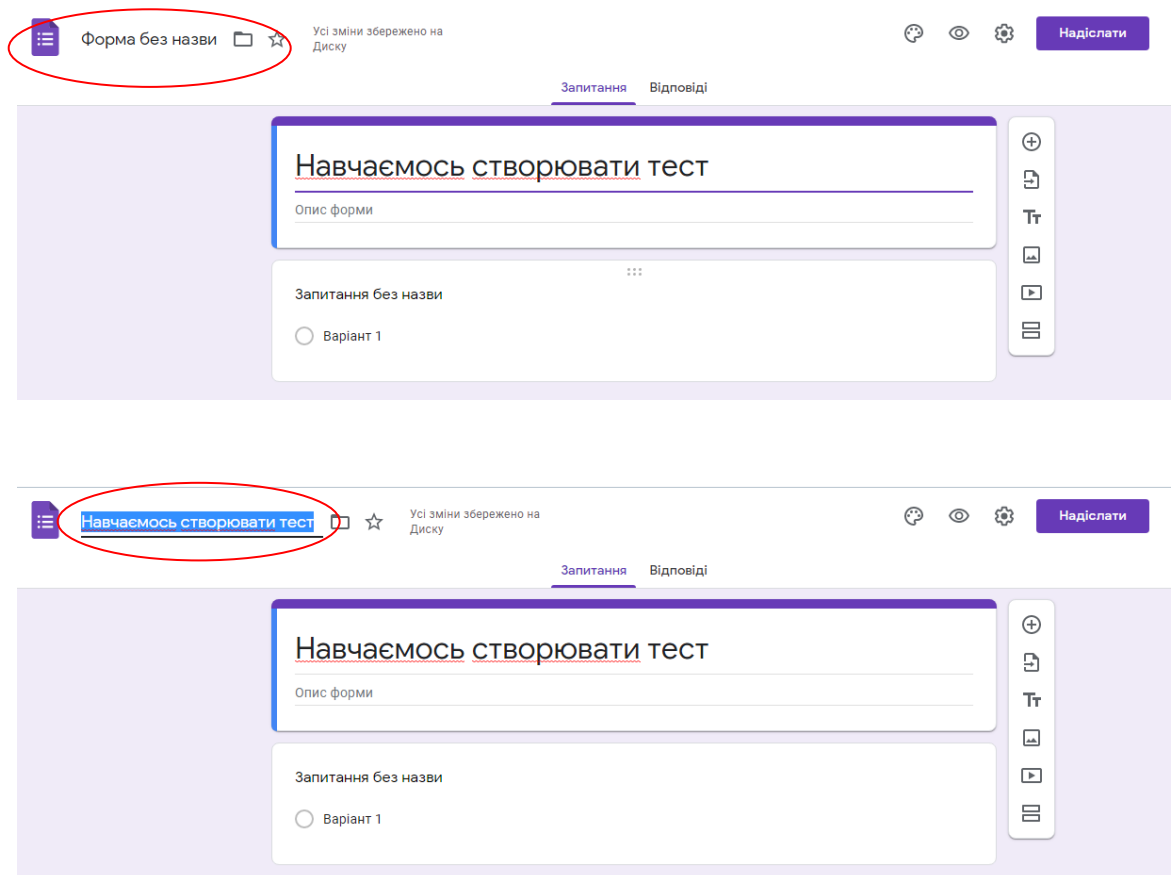 Форма без назви
Усі зміни збережено на
Диску
Надіслати
Запитання Відповіді
Навчаємось створювати тест
Опис форми
Запитання без назви
Варіант 1
Навчаємось створювати тест
Усі зміни збережено на
Диску
Надіслати
Запитання Відповіді
Навчаємось створювати тест
Опис форми
Запитання без назви
Варіант 1